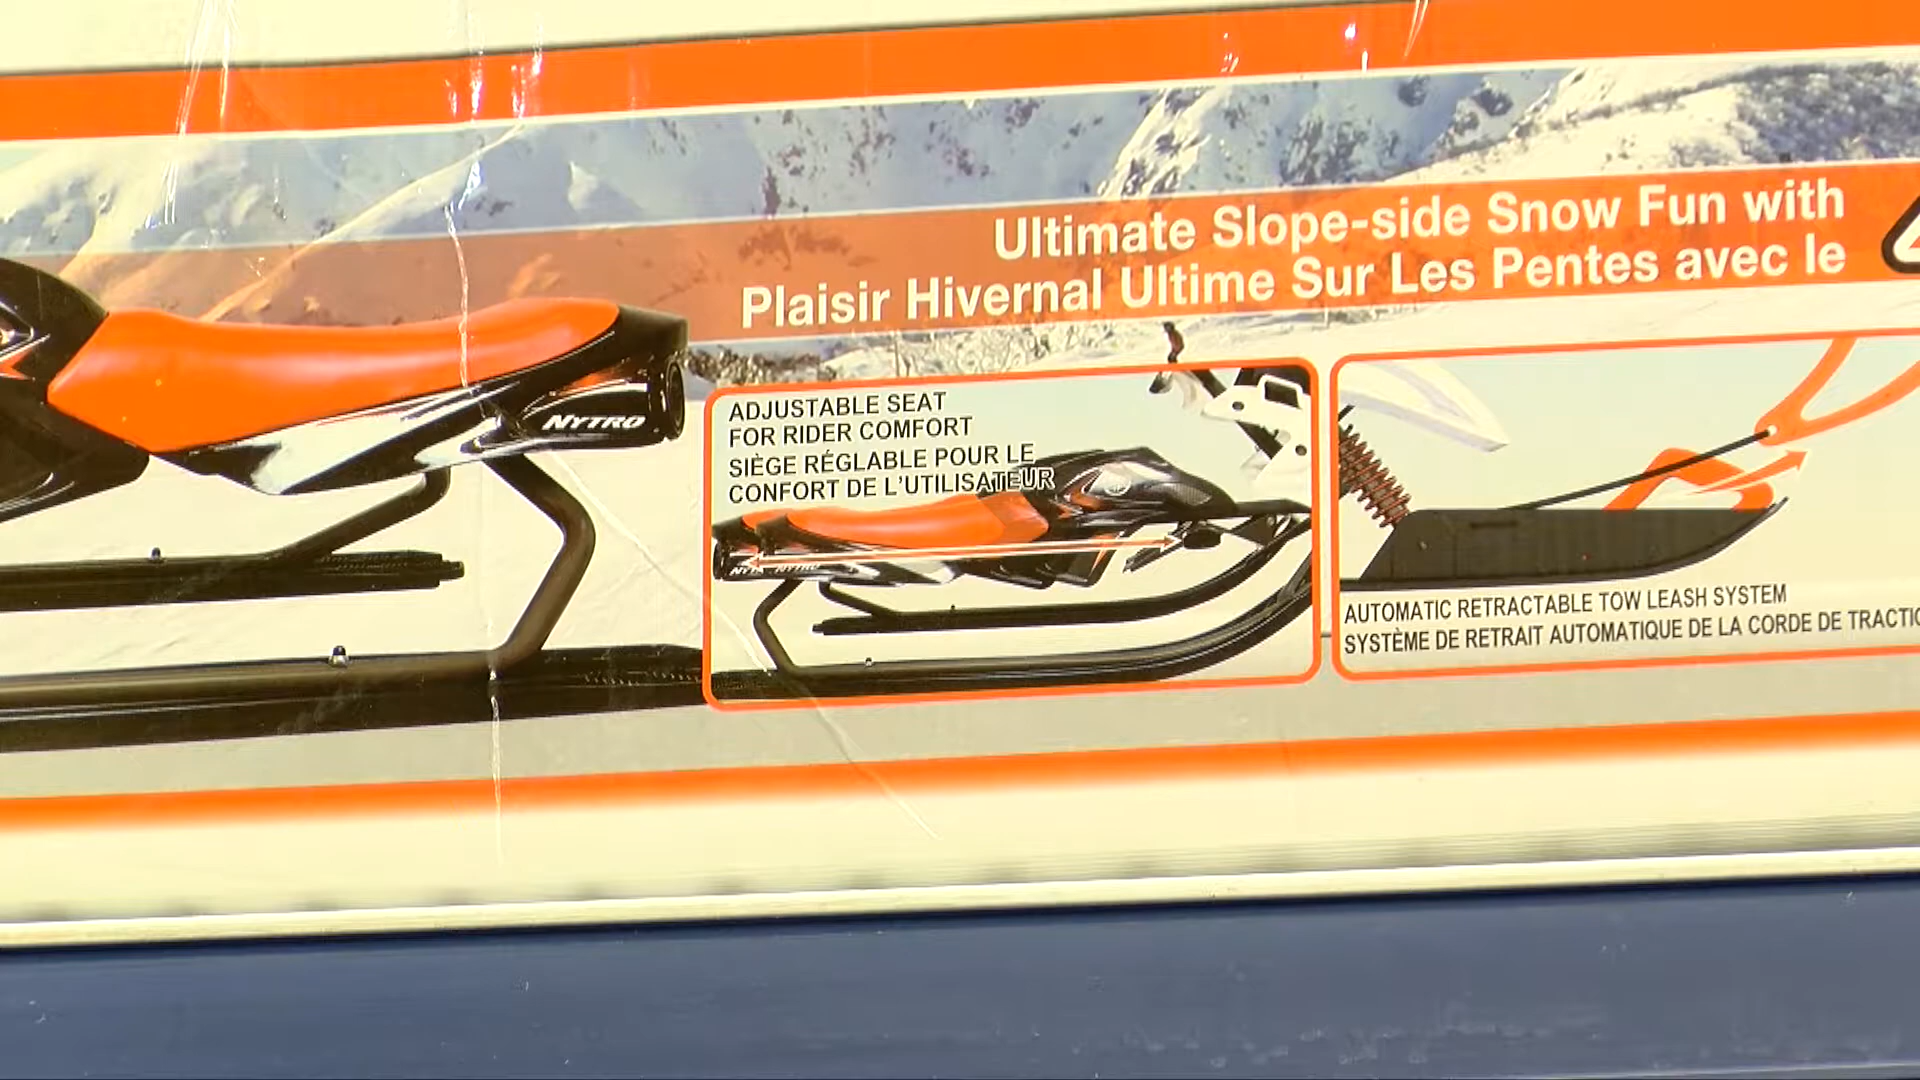 Ultimate Slope-side Snow Fun with
Plaisir Hivernal Ultime Sur Les Pentes avec le
NYTRO
ADJUSTABLE SEAT
FOR RIDER COMFORT
SIÈGE RÉGLABLE POUR LE
CONFORT DE L'UTILISATEUR
NYTRO
AUTOMATIC RETRACTABLE TOW LEASH SYSTEM
SYSTÈME DE RETRAIT AUTOMATIQUE DE LA CORDE DE TRACTIO